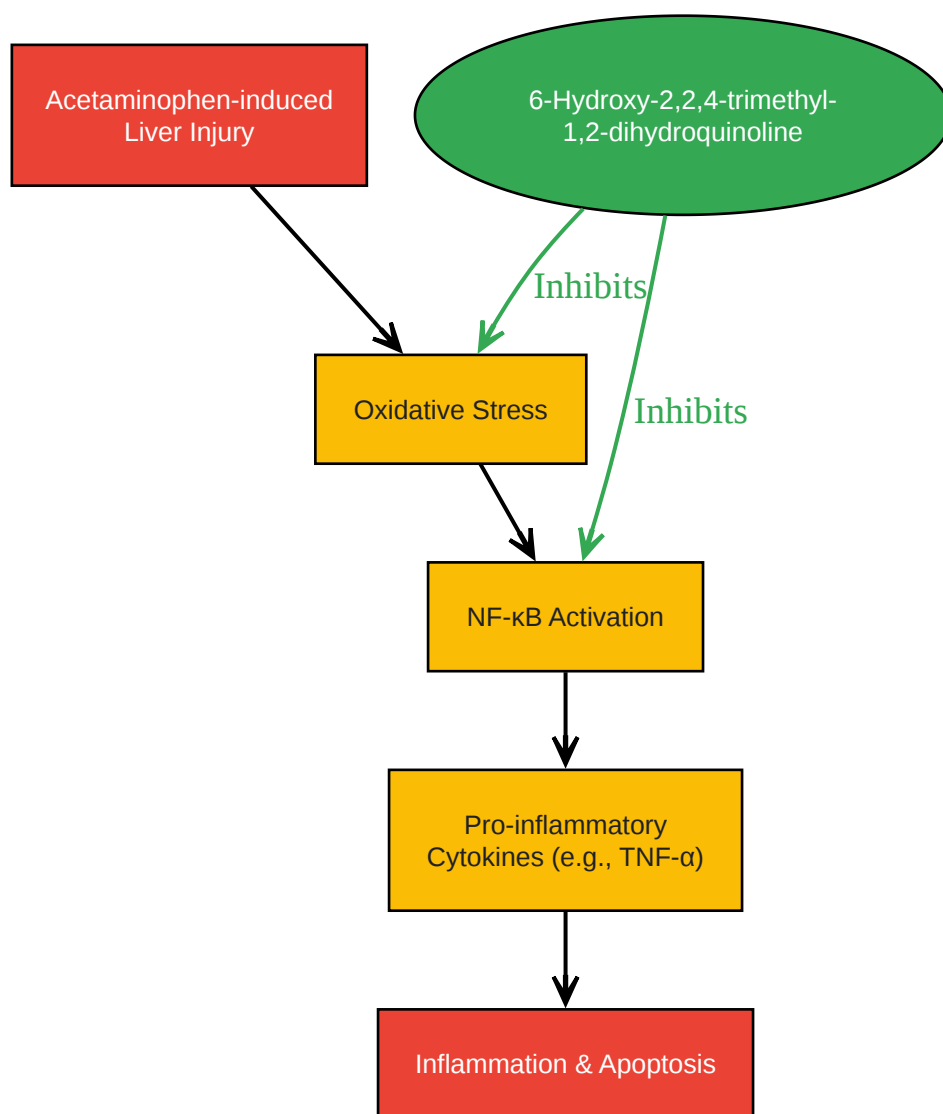 Acetaminophen-induced
Liver Injury
6-Hydroxy-2,2,4-trimethyl-
1,2-dihydroquinoline
Inhibits
Oxidative Stress
Inhibits
NF-κB Activation
Pro-inflammatory
Cytokines (e.g., TNF-α)
Inflammation & Apoptosis